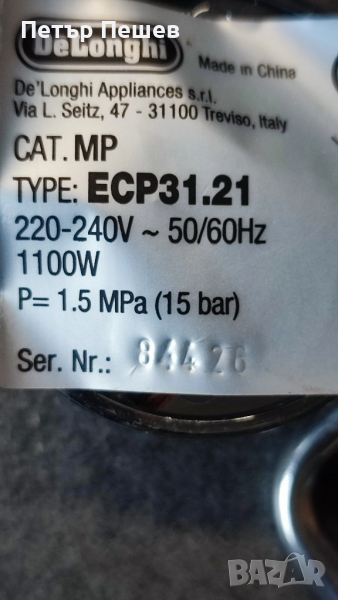 Петър Пешев
DeLonghi
Made in China
De'Longhi Appliances s.r.l.
Via L. Seitz, 47 - 31100 Treviso, Italy
CAT. MP
TYPE: ECP31.21
220-240V ~ 50/60Hz
1100W
P= 1.5 MPa (15 bar)
Ser. Nr.: 84426
BAZAR